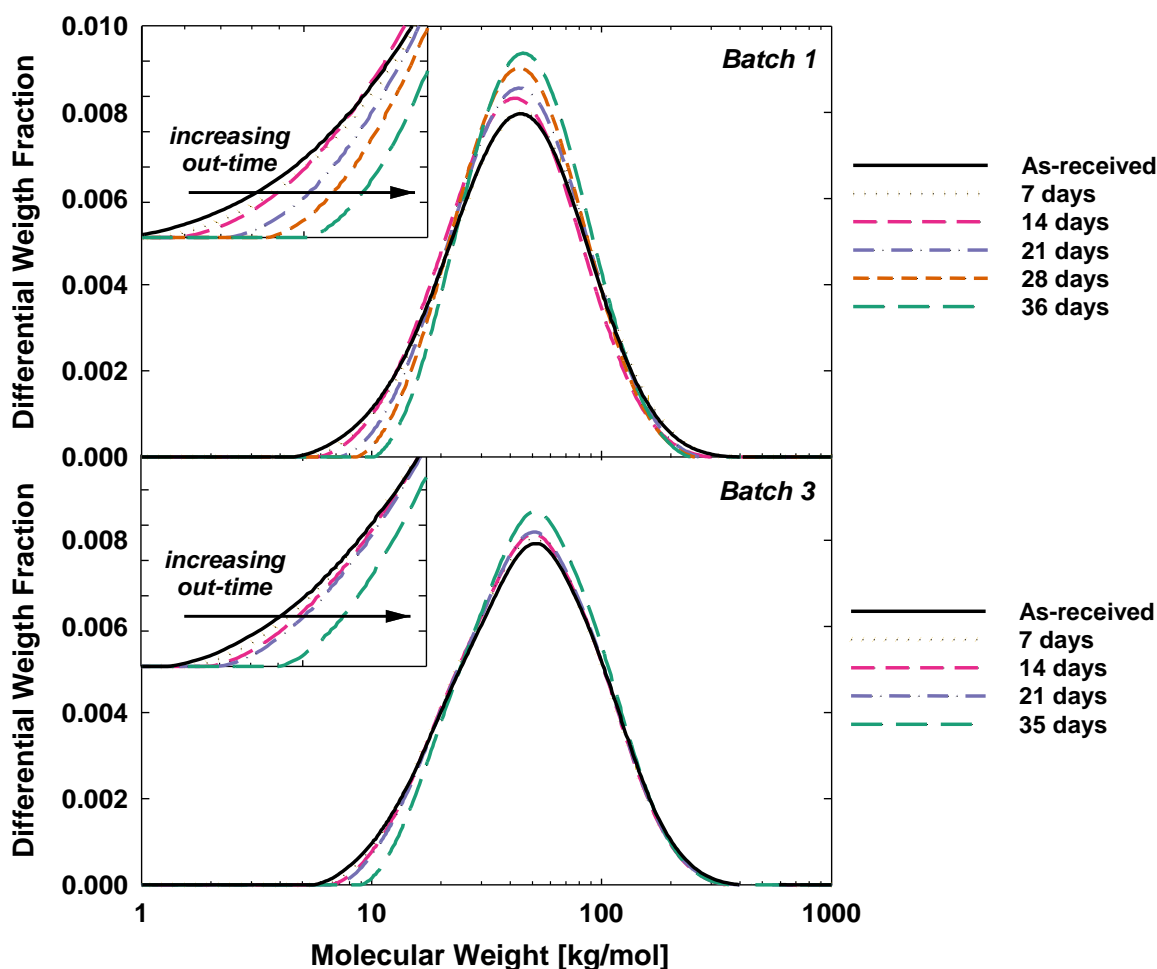 0.010
0.008
0.006
0.004
0.002
0.000
Differential Weigth Fraction
increasing
out-time
Batch 1
As-received
7 days
14 days
21 days
28 days
36 days
0.008
0.006
0.004
0.002
0.000
Differential Weigth Fraction
increasing
out-time
Batch 3
As-received
7 days
14 days
21 days
35 days
1 10 100 1000
Molecular Weight [kg/mol]